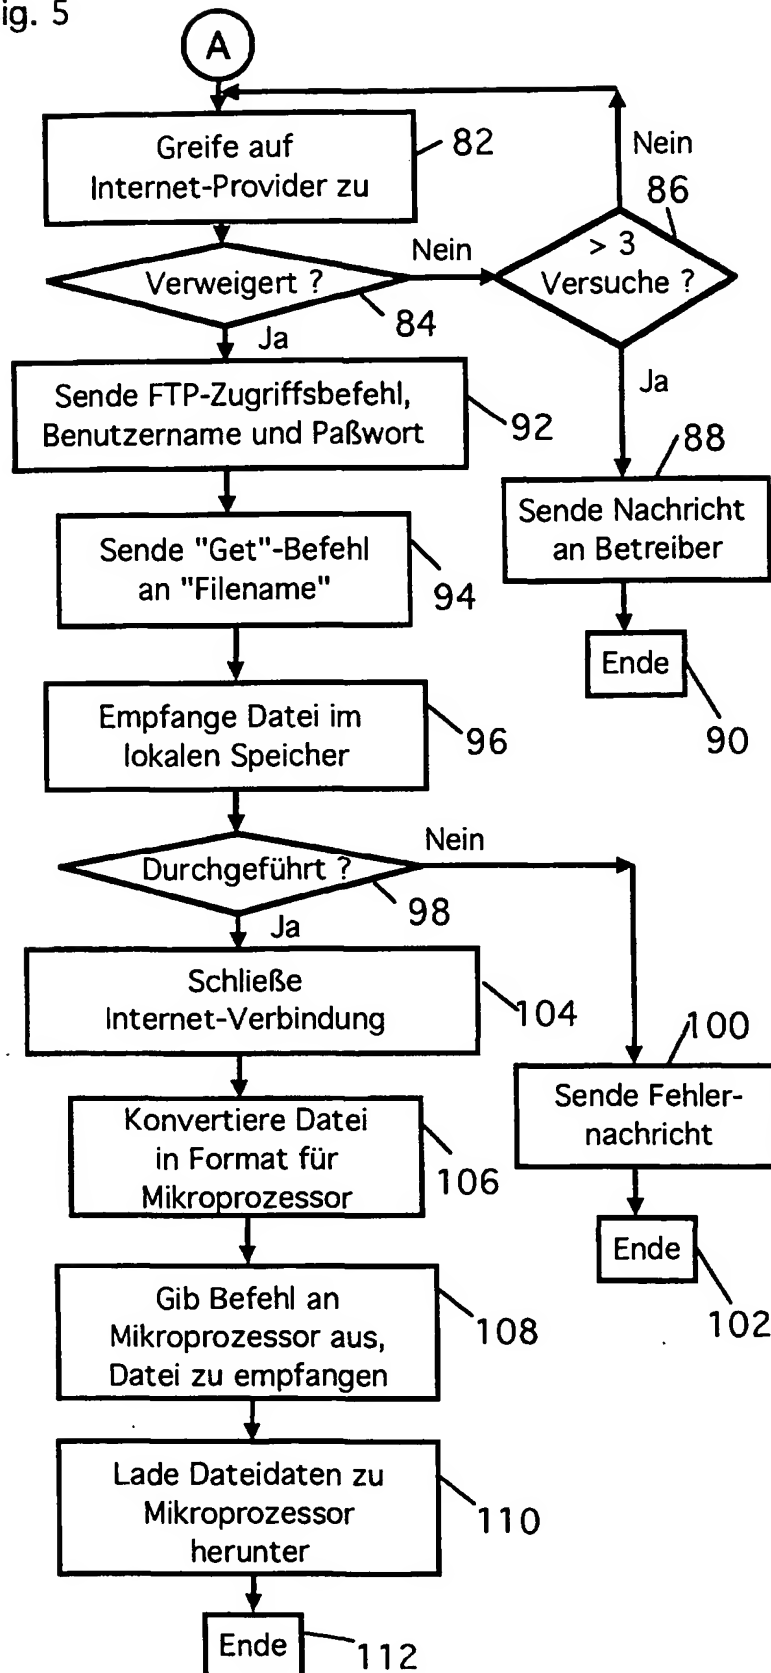 ig. 5
A
Greife auf
Internet-Provider zu
82
Nein
86
> 3
Versuche ?
Verweigert ?
Nein
84
Ja
Ja
Sende FTP-Zugriffsbefehl,
Benutzername und Paßwort
92
88
Sende Nachricht
an Betreiber
Sende "Get"-Befehl
an "Filename"
94
Ende
90
Empfange Datei im
lokalen Speicher
96
Durchgeführt ?
Nein
98
Ja
Schließe
Internet-Verbindung
104
100
Sende Fehler-
nachricht
Konvertiere Datei
in Format für
Mikroprozessor
106
Ende
102
Gib Befehl an
Mikroprozessor aus,
Datei zu empfangen
108
Lade Dateidaten zu
Mikroprozessor
herunter
110
Ende
112